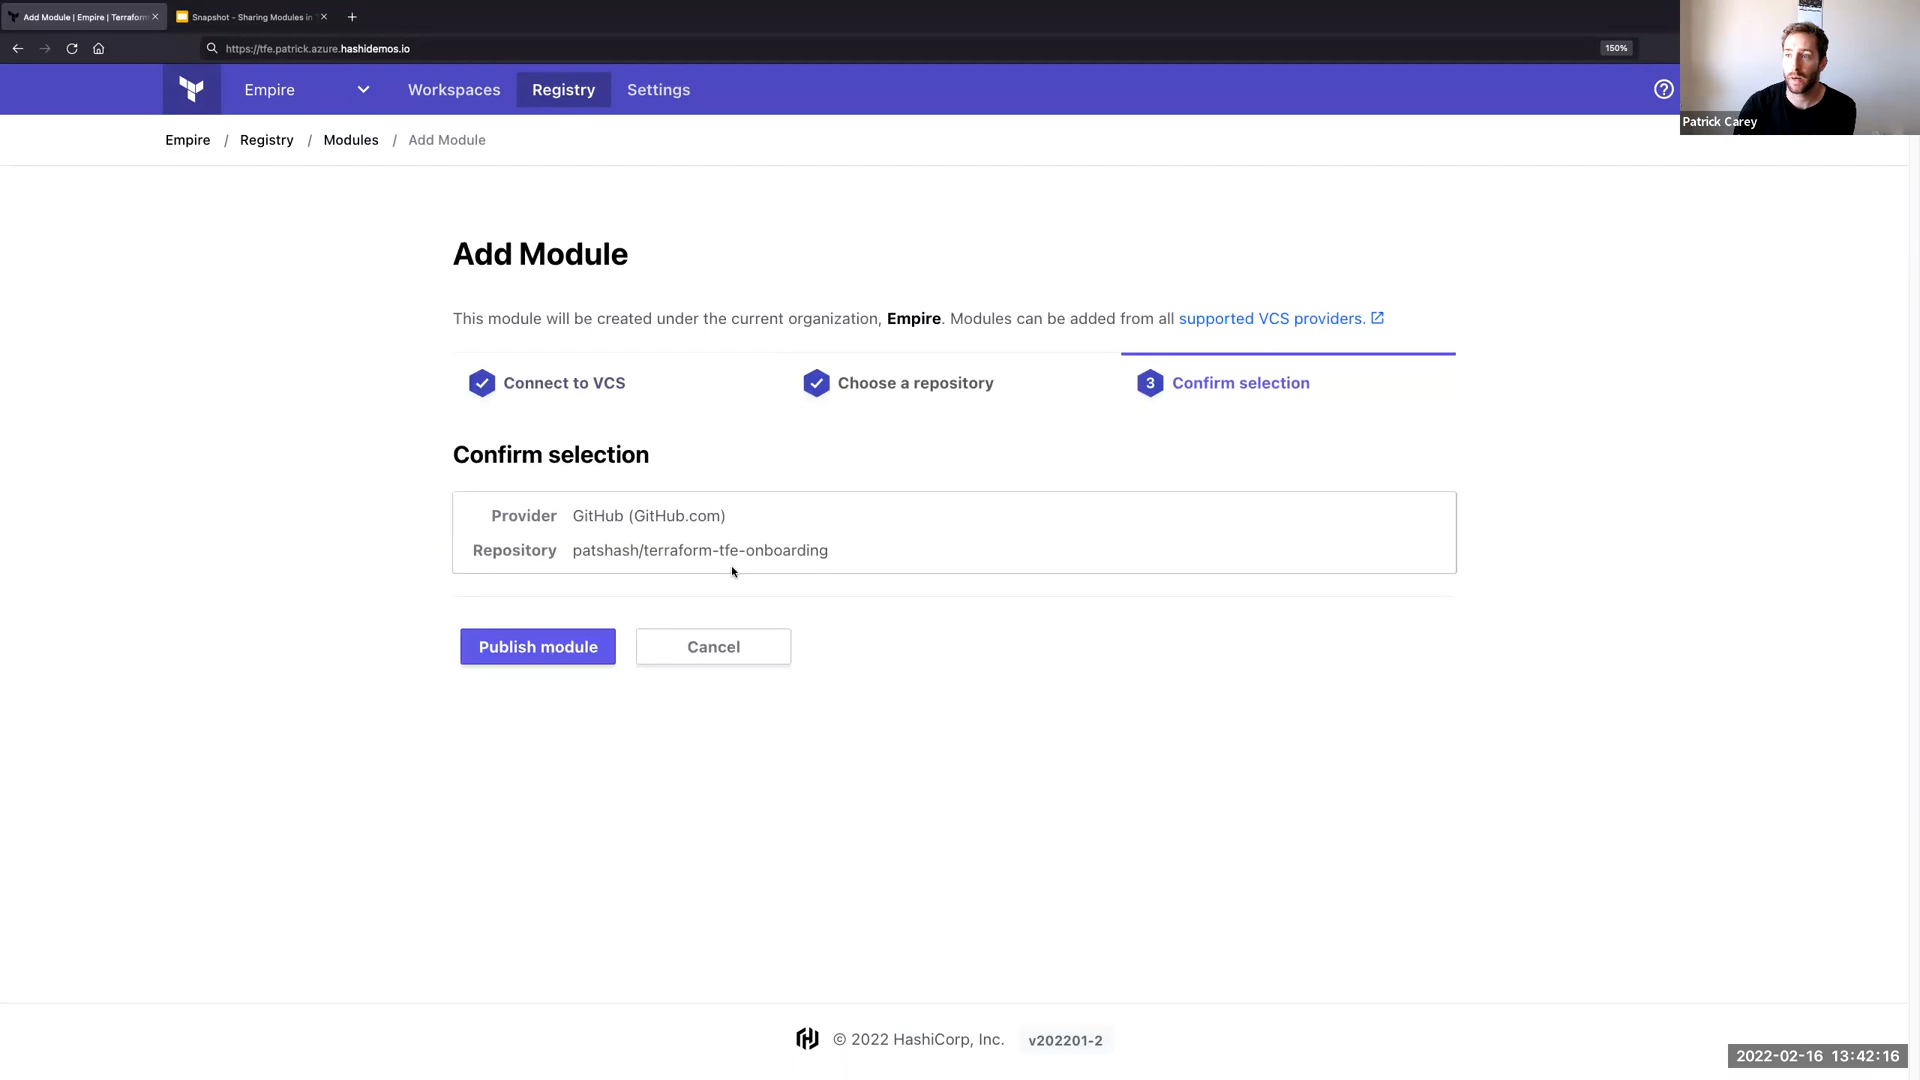 Add Module | Empire | Terraform
Snapshot - Sharing Modules in
https://tfe.patrick.azure.hashidemos.io
150%
Empire
Workspaces
Registry
Settings
Patrick Carey
Empire / Registry / Modules / Add Module
Add Module
This module will be created under the current organization, Empire. Modules can be added from all supported VCS providers.
Connect to VCS
Choose a repository
3 Confirm selection
Confirm selection
Provider GitHub (GitHub.com)
Repository patshash/terraform-tfe-onboarding
Publish module
Cancel
© 2022 HashiCorp, Inc.
v202201-2
2022-02-16 13:42:16